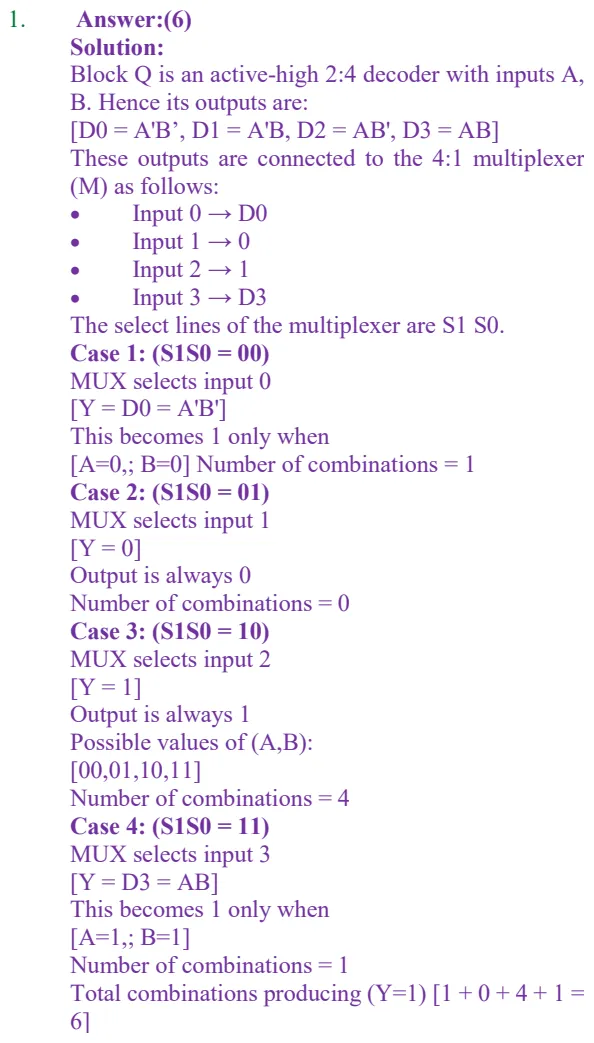 1. Answer:(6)
Solution:
Block Q is an active-high 2:4 decoder with inputs A,
B. Hence its outputs are:
[D0 = A'B’, D1 = A'B, D2 = AB', D3 = AB]
These outputs are connected to the 4:1 multiplexer
(M) as follows:
• Input 0 → D0
• Input 1 → 0
• Input 2 → 1
• Input 3 → D3
The select lines of the multiplexer are S1 S0.
Case 1: (S1S0 = 00)
MUX selects input 0
[Y = D0 = A'B']
This becomes 1 only when
[A=0,; B=0] Number of combinations = 1
Case 2: (S1S0 = 01)
MUX selects input 1
[Y = 0]
Output is always 0
Number of combinations = 0
Case 3: (S1S0 = 10)
MUX selects input 2
[Y = 1]
Output is always 1
Possible values of (A,B):
[00,01,10,11]
Number of combinations = 4
Case 4: (S1S0 = 11)
MUX selects input 3
[Y = D3 = AB]
This becomes 1 only when
[A=1,; B=1]
Number of combinations = 1
Total combinations producing (Y=1) [1 + 0 + 4 + 1 =
6]